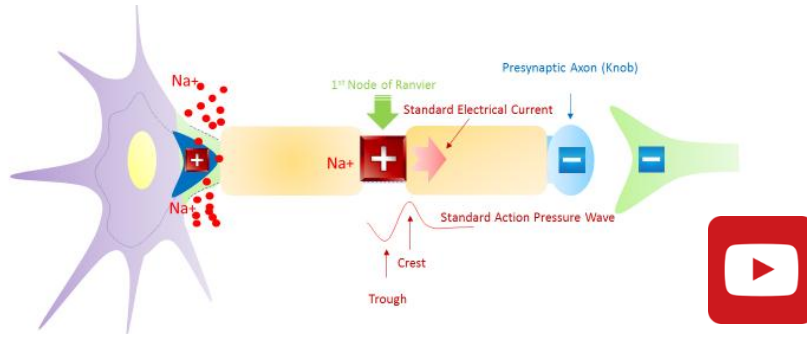 Na+
Presynaptic Axon (Knob)
1st Node of Ranvier
Standard Electrical Current
Na+
Na+
Standard Action Pressure Wave
Crest
Trough